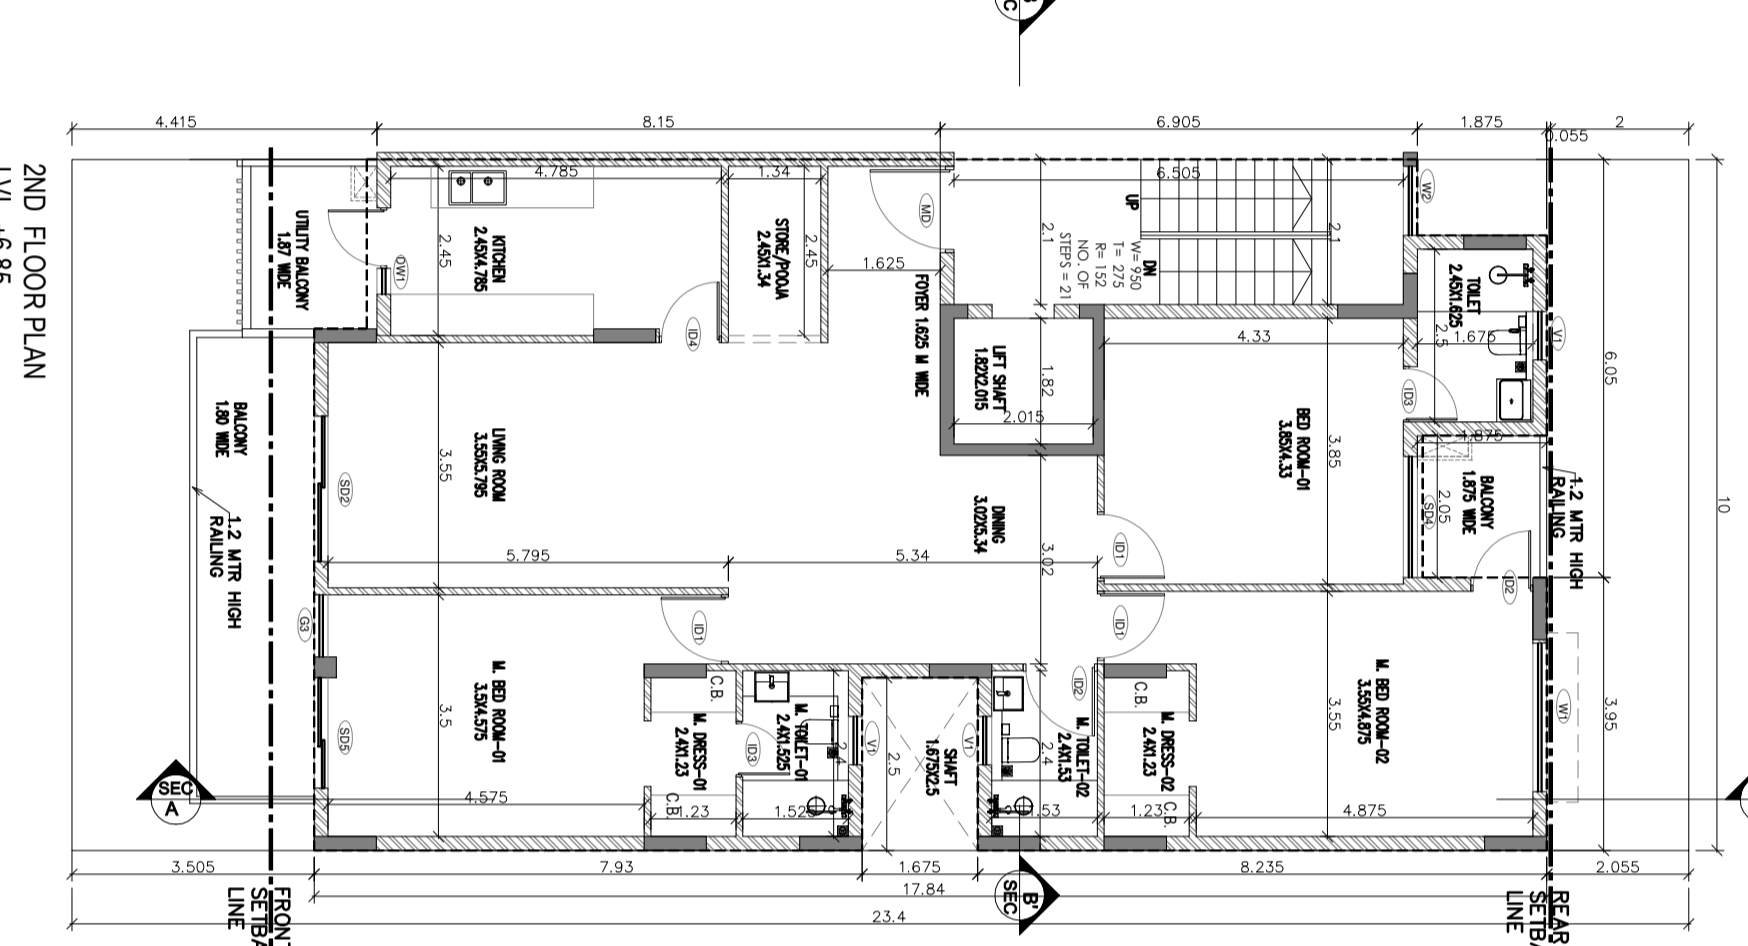 C
4.415
8.15
6.905
1.875
0.055
2
2ND FLOOR PLAN
UTILITY BALCONY
1.87 WIDE
DW1
KITCHEN
2.45X4.785
4.785
2.45
1.34
STORE/POOJA
2.45X1.34
2.45
ID4
MD
1.625
FOYER 1.625 M WIDE
6.505
2.1
UP
DN
W= 950
T= 275
R= 152
NO. OF
STEPS = 21
2.1
W2
TOILET
2.45X1.625
2.5
1.675
V1
ID3
LIFT SHAFT
1.82X2.015
1.82
2.015
4.33
BED ROOM-01
3.85X4.33
3.85
1.875
BALCONY
1.875 WIDE
2.05
SD4
1.2 MTR HIGH
RAILING
6.05
10
BALCONY
1.80 WIDE
1.2 MTR HIGH
RAILING
SD2
LIVING ROOM
3.55X5.795
3.55
5.795
5.34
DINING
3.02X5.34
3.02
ID1
ID1
ID1
D2
G3
SD5
M. BED ROOM-01
3.5X4.575
3.5
4.575
C.B.
M. DRESS-01
2.4X1.23
C.B.
1.23
ID3
M. TOILET-01
2.4X1.525
2.4
V1
2.5
SHAFT
1.675X2.5
V1
ID2
M. TOILET-02
2.4X1.53
2.4
1.53
C.B.
M. DRESS-02
2.4X1.23
C.B.
1.23
M. BED ROOM-02
3.55X4.875
3.55
4.875
W1
3.95
SEC
A
3.505
7.93
1.675
8.235
2.055
17.84
23.4
FRONT
LINE
B'
SEC
REAR
LINE